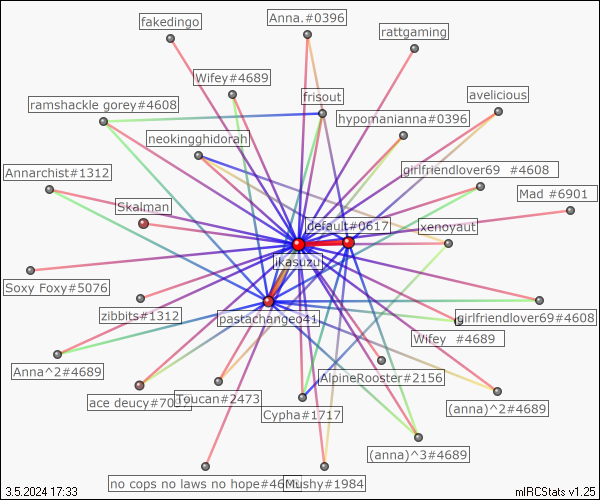 Anna.#0396
fakedingo
rattgaming
Wifey#4689
frisout
avelicious
ramshackle gorey#4608
hypomanianna#0396
neokingghidorah
Annarchist#1312
girlfriendlover69 #4608
Mad #6901
Skalman
default#0617
xenoyaut
ikasuzu
Soxy Foxy#5076
zibbits#1312
pastachangeo41
girlfriendlover69#4608
Wifey #4689
Anna^2#4689
AlpineRooster#2156
ace deucy#70
Toucan#2473
Cypha#1717
(anna)^2#4689
(anna)^3#4689
no cops no laws no hope#46
Mushy#1984
3.5.2024 17:33
mIRCStats v1.25